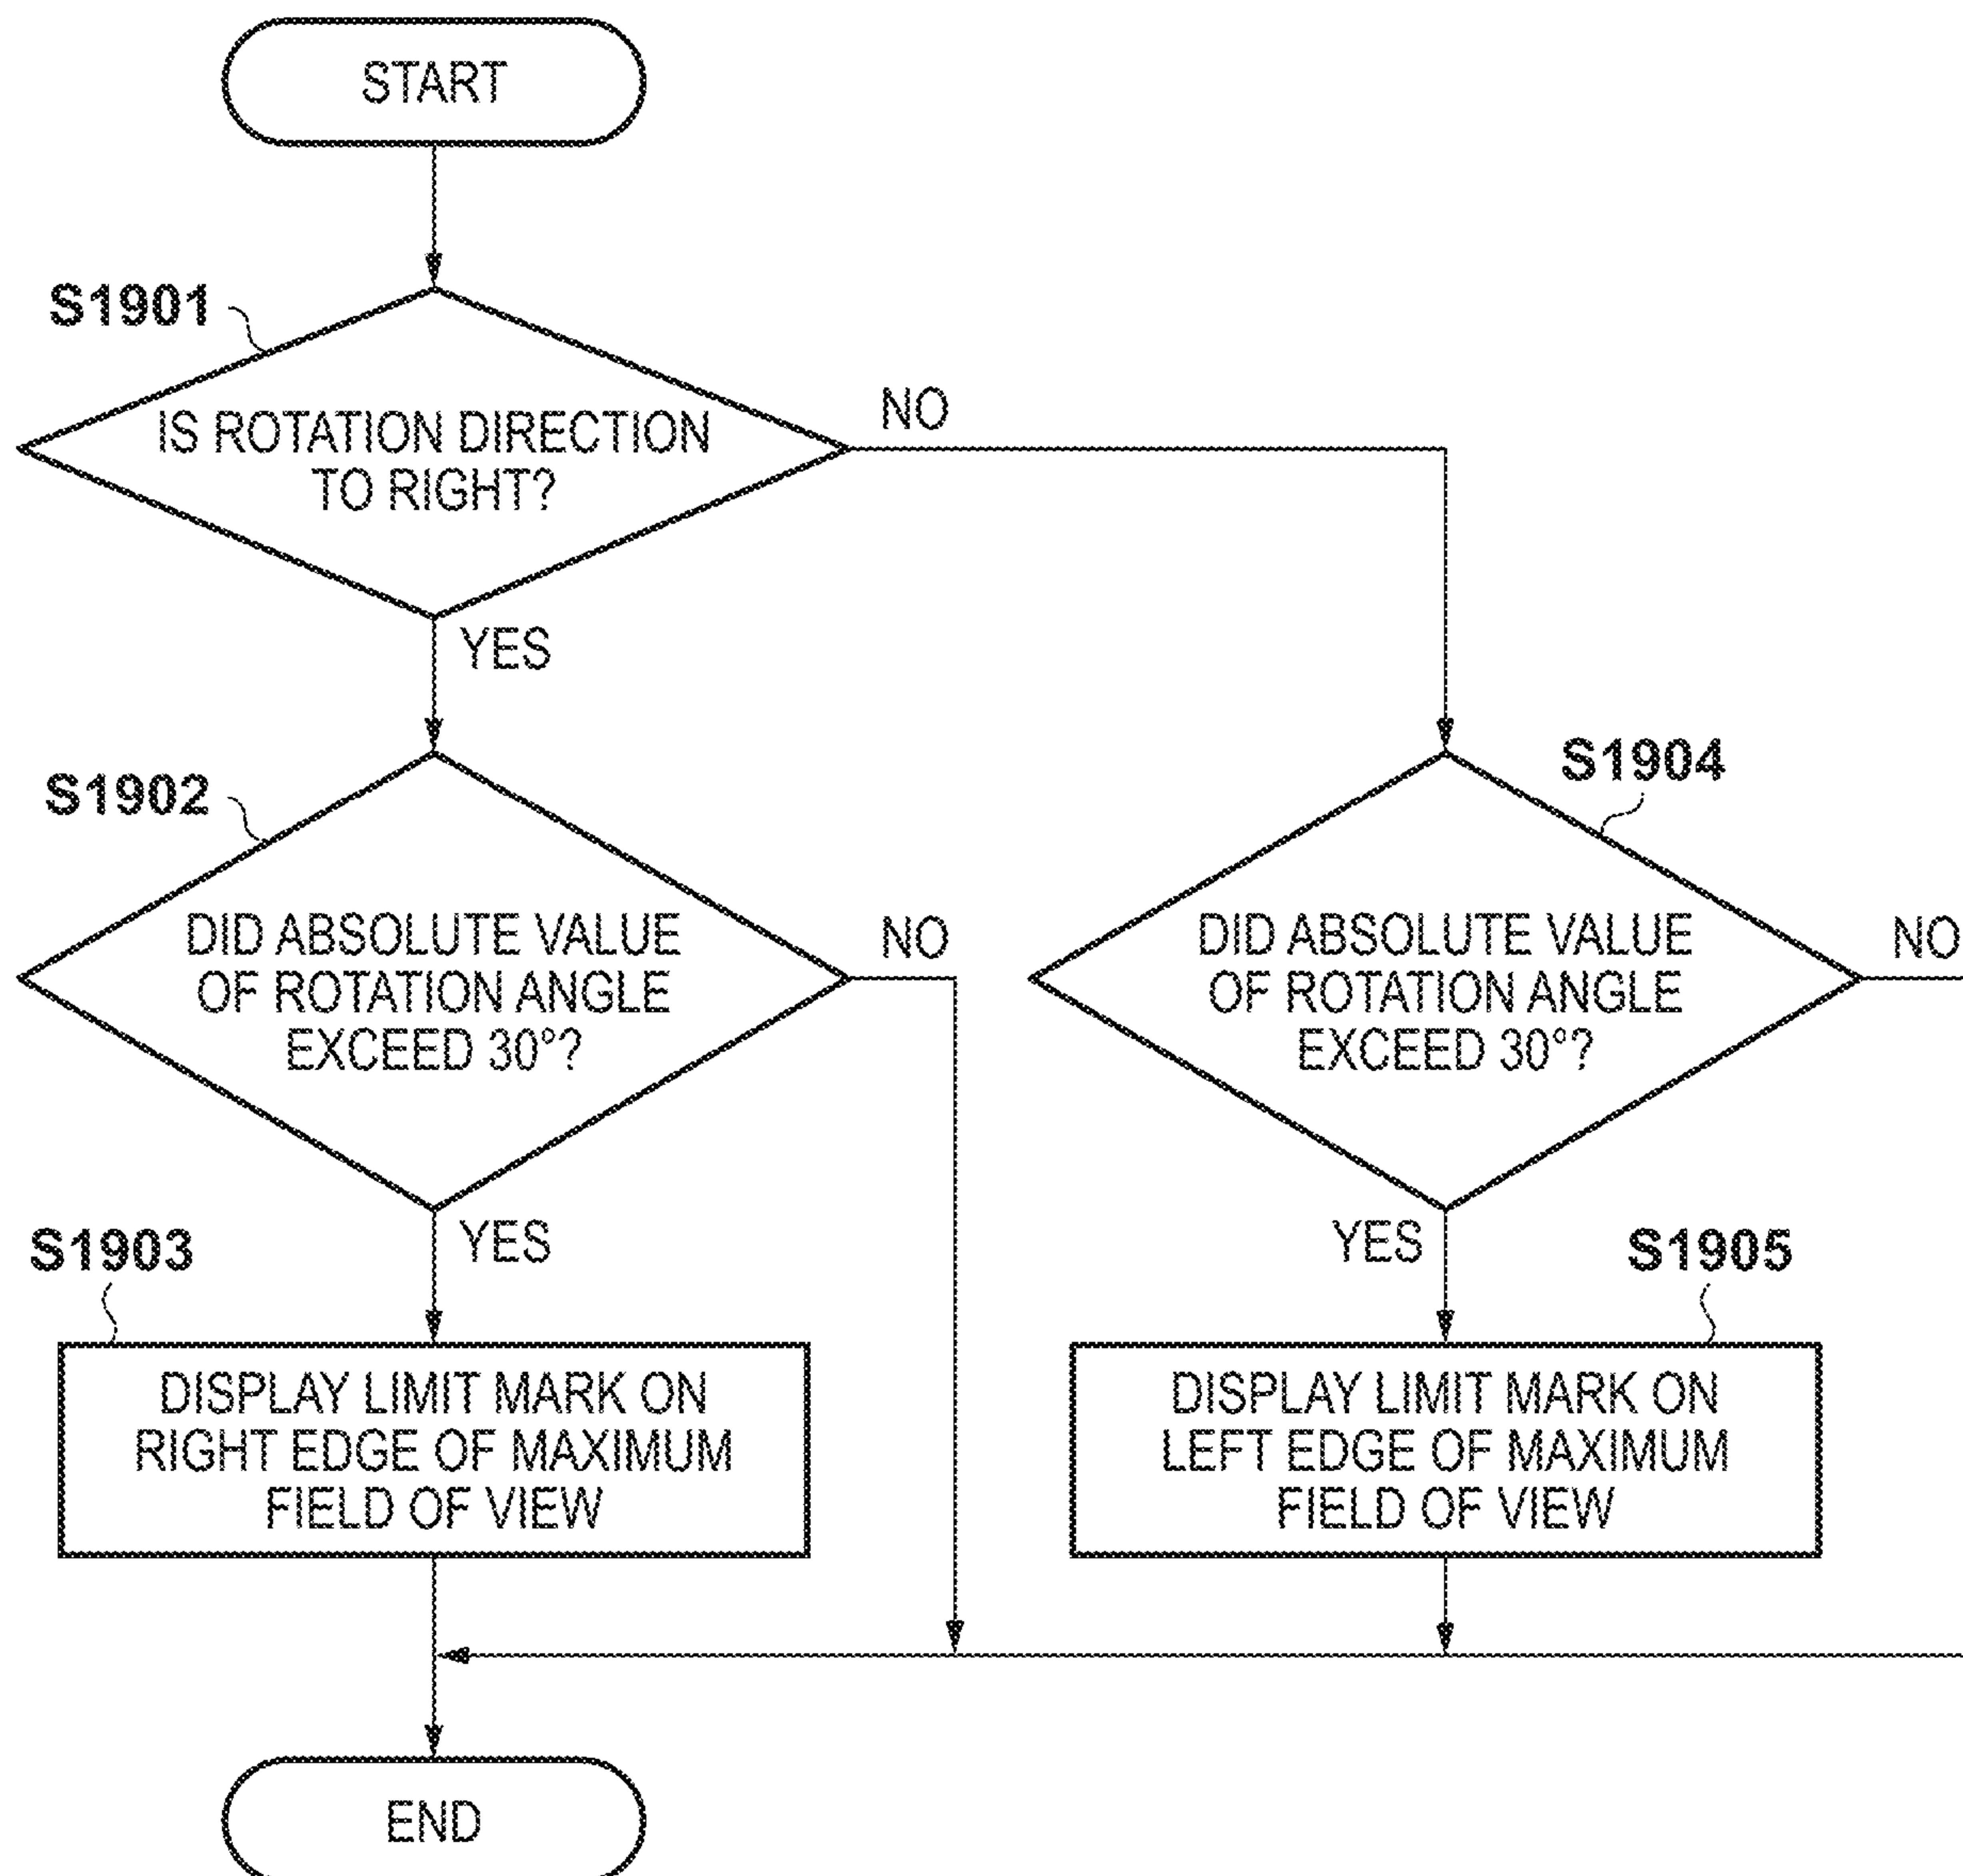 START
S1901
IS ROTATION DIRECTION
TO RIGHT?
NO
YES
S1902
DID ABSOLUTE VALUE
OF ROTATION ANGLE
EXCEED 30°?
NO
YES
S1903
DISPLAY LIMIT MARK ON
RIGHT EDGE OF MAXIMUM
FIELD OF VIEW
S1904
DID ABSOLUTE VALUE
OF ROTATION ANGLE
EXCEED 30°?
NO
YES
S1905
DISPLAY LIMIT MARK ON
LEFT EDGE OF MAXIMUM
FIELD OF VIEW
END